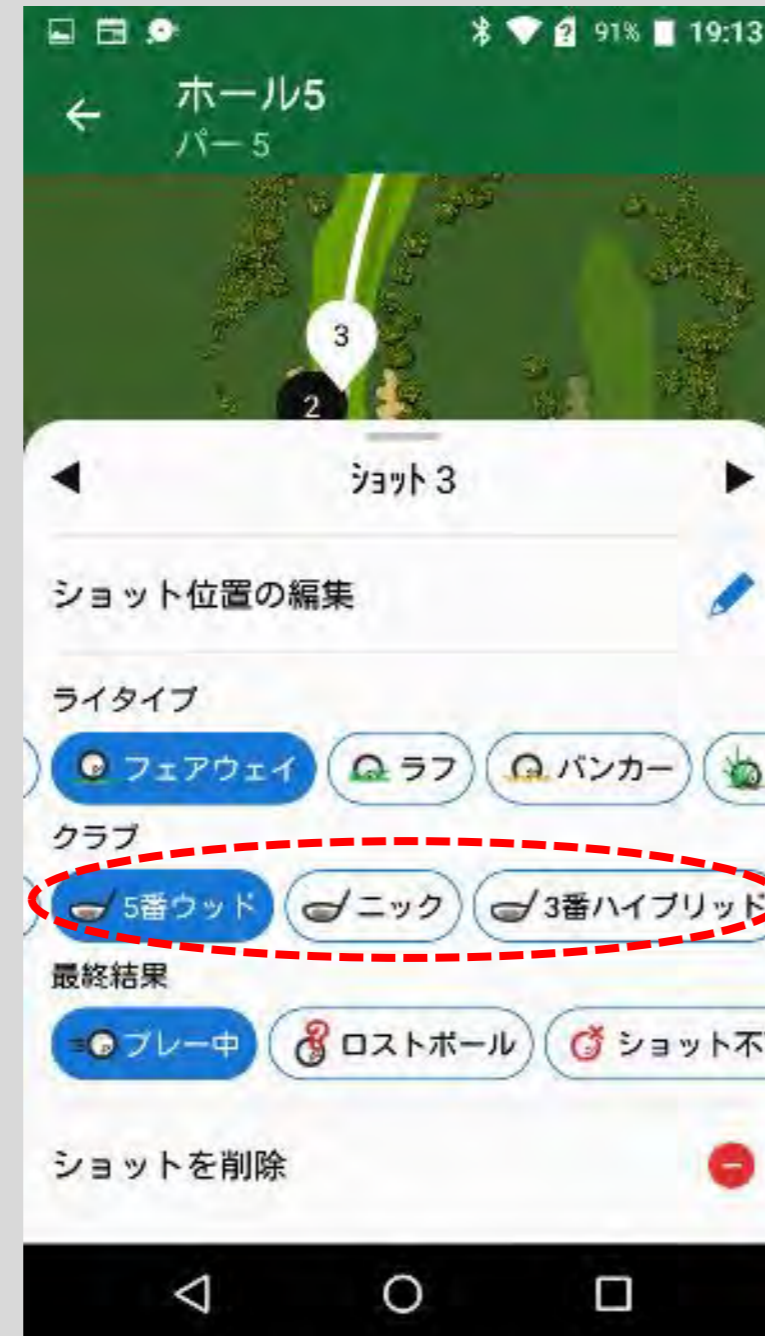 91% 19:13
ホール5
パー 5
3
2
ショット 3
ショット位置の編集
ライタイプ
フェアウェイ ラフ バンカー
クラブ
5番ウッド ニック 3番ハイブリッド
最終結果
プレー中 ロストボール ショット不
ショットを削除